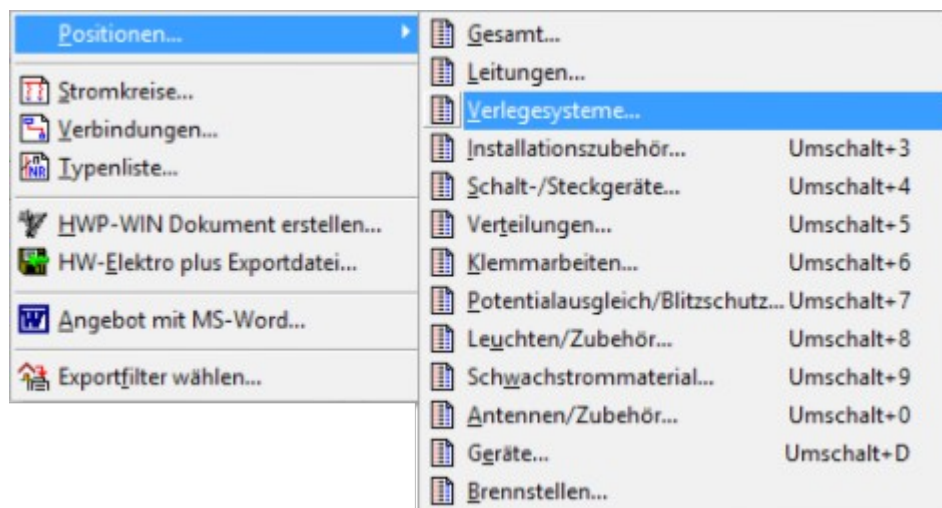 Positionen...
Stromkreise...
Verbindungen...
Typenliste...
HWP-WIN Dokument erstellen...
HW-Elektro plus Exportdatei...
Angebot mit MS-Word...
Exportfilter wählen...
Gesamt...
Leitungen...
Verlegesysteme...
Installationszubehör... Umschalt+3
Schalt-/Steckgeräte... Umschalt+4
Verteilungen... Umschalt+5
Klemmarbeiten... Umschalt+6
Potentialausgleich/Blitzschutz... Umschalt+7
Leuchten/Zubehör... Umschalt+8
Schwachstrommaterial... Umschalt+9
Antennen/Zubehör... Umschalt+0
Geräte... Umschalt+D
Brennstellen...